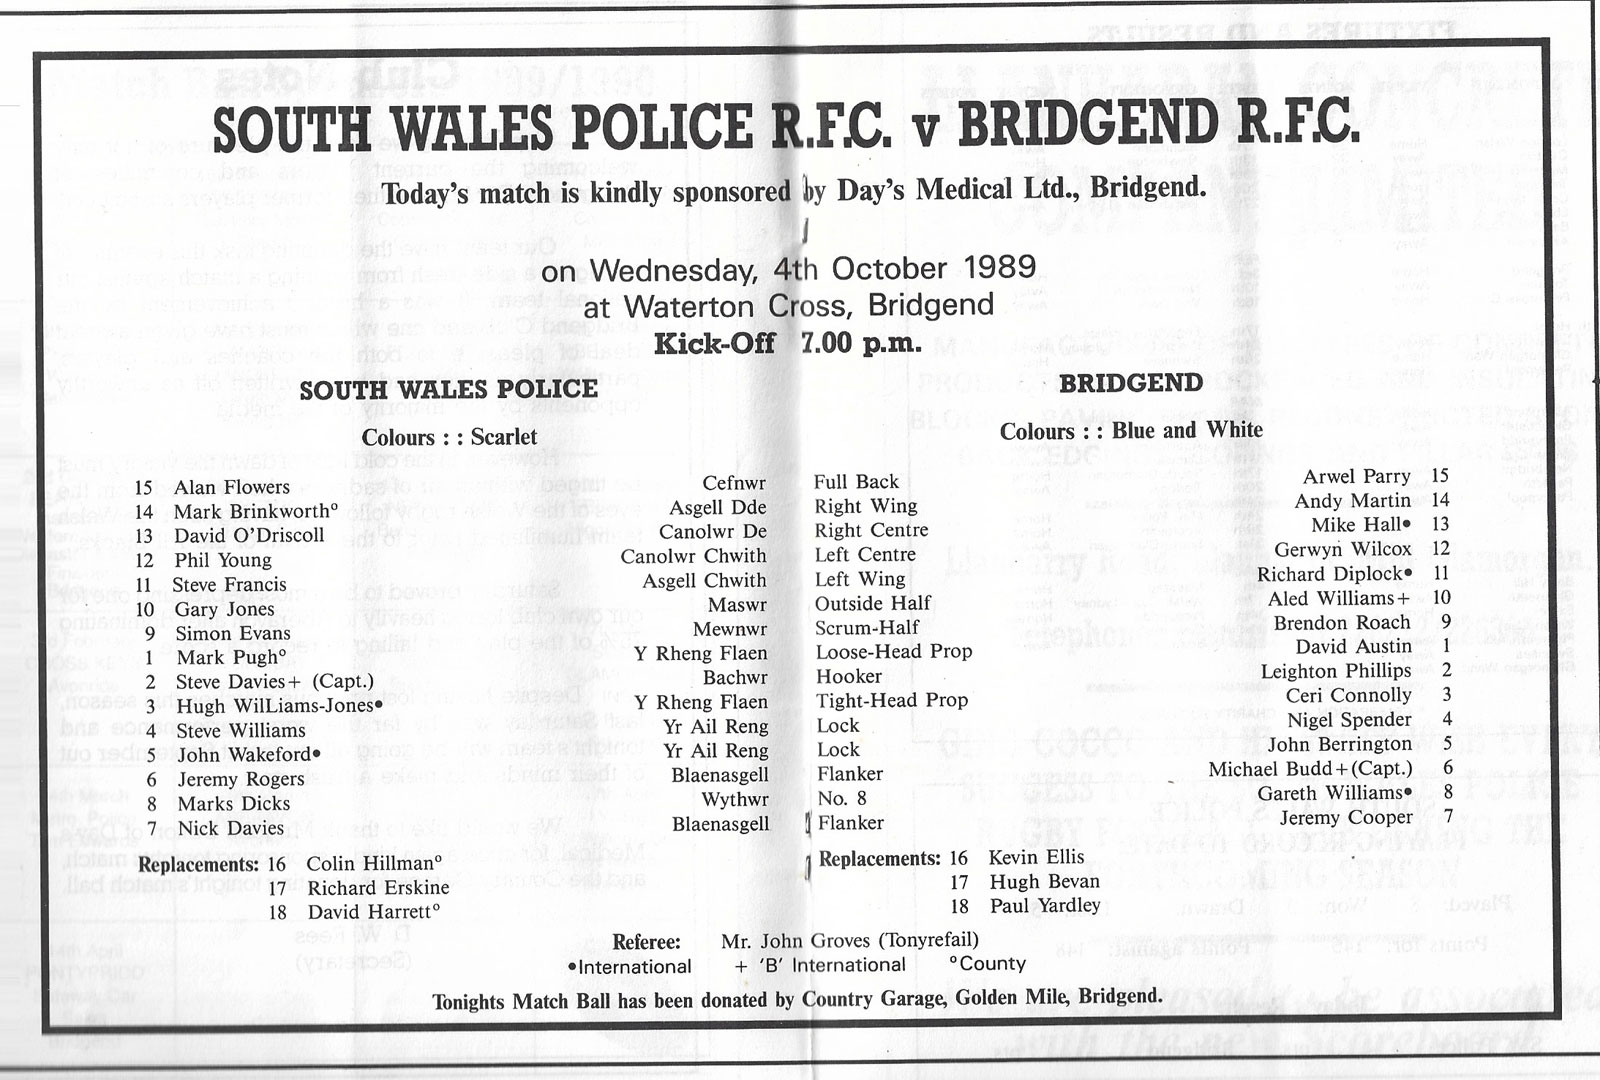 SOUTH WALES POLICE R.F.C. v BRIDGEND R.F.C.
Today's match is kindly sponsored by Day's Medical Ltd., Bridgend.
on Wednesday, 4th October 1989
at Waterton Cross, Bridgend
Kick-Off 7.00 p.m.
SOUTH WALES POLICE BRIDGEND
Colours : : Scarlet Colours : : Blue and White
15 Alan Flowers Cefnwr Full Back Arwel Parry 15
14 Mark Brinkworth° Asgell Dde Right Wing Andy Martin 14
13 David O'Driscoll Canolwr De Right Centre Mike Hall• 13
12 Phil Young Canolwr Chwith Left Centre Gerwyn Wilcox 12
11 Steve Francis Asgell Chwith Left Wing Richard Diplock• 11
10 Gary Jones Maswr Outside Half Aled Williams+ 10
9 Simon Evans Mewnwr Scrum-Half Brendon Roach 9
1 Mark Pugh° Y Rheng Flaen Loose-Head Prop David Austin 1
2 Steve Davies+ (Capt.) Bachwr Hooker Leighton Phillips 2
3 Hugh WilLiams-Jones• Y Rheng Flaen Tight-Head Prop Ceri Connolly 3
4 Steve Williams Yr Ail Reng Lock Nigel Spender 4
5 John Wakeford• Yr Ail Reng Lock John Berrington 5
6 Jeremy Rogers Blaenasgell Flanker Michael Budd+(Capt.) 6
8 Marks Dicks Wythwr No. 8 Gareth Williams• 8
7 Nick Davies Blaenasgell Flanker Jeremy Cooper 7
Replacements: 16 Colin Hillman° Replacements: 16 Kevin Ellis
17 Richard Erskine 17 Hugh Bevan
18 David Harrett° 18 Paul Yardley
Referee: Mr. John Groves (Tonyrefail)
•International + 'B' International °County
Tonights Match Ball has been donated by Country Garage, Golden Mile, Bridgend.